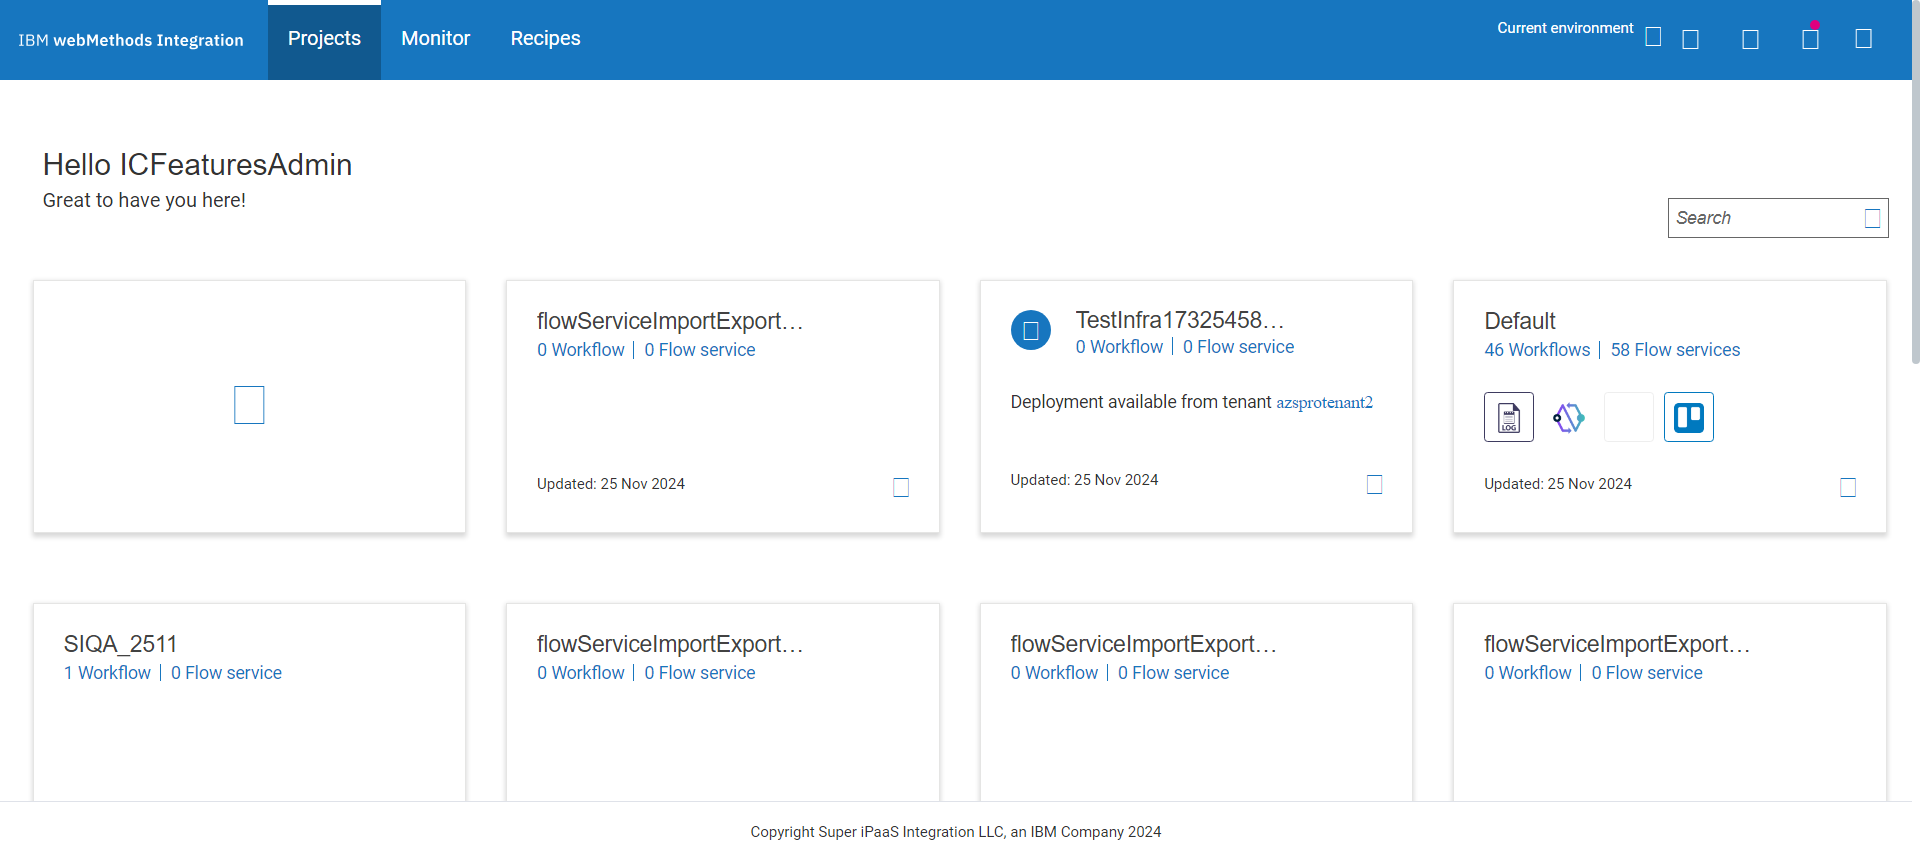 IBM webMethods Integration
Projects
Monitor
Recipes
Current environment
Hello ICFeaturesAdmin
Great to have you here!
Search
flowServiceImportExport...
0 Workflow | 0 Flow service
Updated: 25 Nov 2024
TestInfra17325458...
0 Workflow | 0 Flow service
Deployment available from tenant azsprotenant2
Updated: 25 Nov 2024
Default
46 Workflows | 58 Flow services
LOG
Updated: 25 Nov 2024
SIQA_2511
1 Workflow | 0 Flow service
flowServiceImportExport...
0 Workflow | 0 Flow service
flowServiceImportExport...
0 Workflow | 0 Flow service
flowServiceImportExport...
0 Workflow | 0 Flow service
Copyright Super iPaaS Integration LLC, an IBM Company 2024